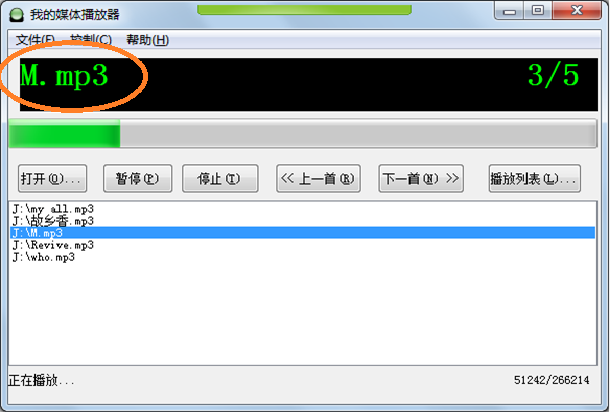 我的媒体播放器
文件(F) 控制(C) 帮助(H)
M.mp3 3/5
打开(O)... 暂停(P) 停止(T) << 上一首(R) 下一首(N) >> 播放列表(L)...
J:\my all.mp3
J:\故乡香.mp3
J:\M.mp3
J:\Revive.mp3
J:\who.mp3
正在播放... 51242/266214